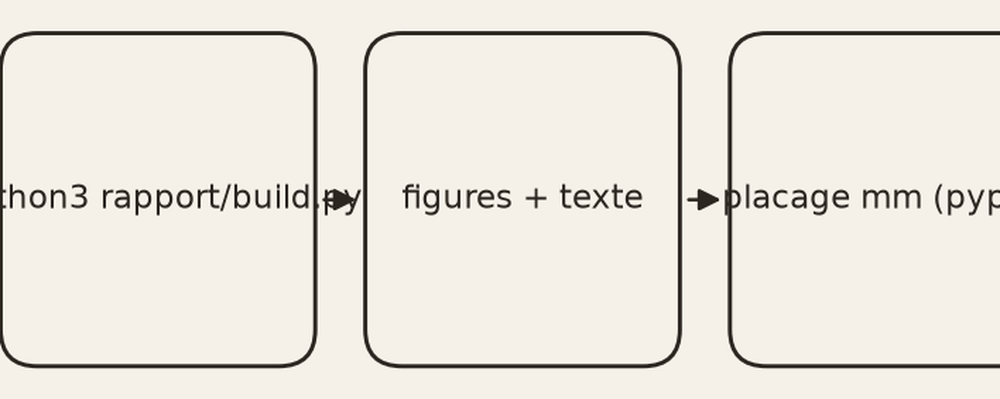 thon3 rapport/build.py
figures + texte
placage mm (pyp